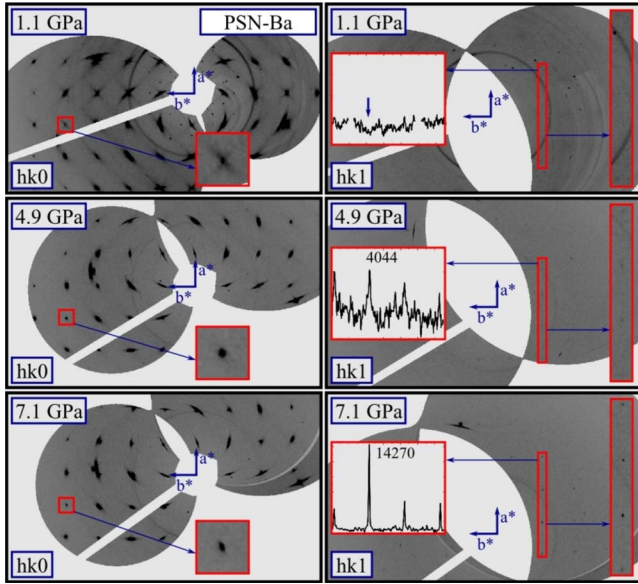 1.1 GPa
PSN-Ba
a*
b*
hk0
1.1 GPa
a*
b*
hk1
4.9 GPa
a*
b*
hk0
4.9 GPa
4044
a*
b*
hk1
7.1 GPa
a*
b*
hk0
7.1 GPa
14270
a*
b*
hk1